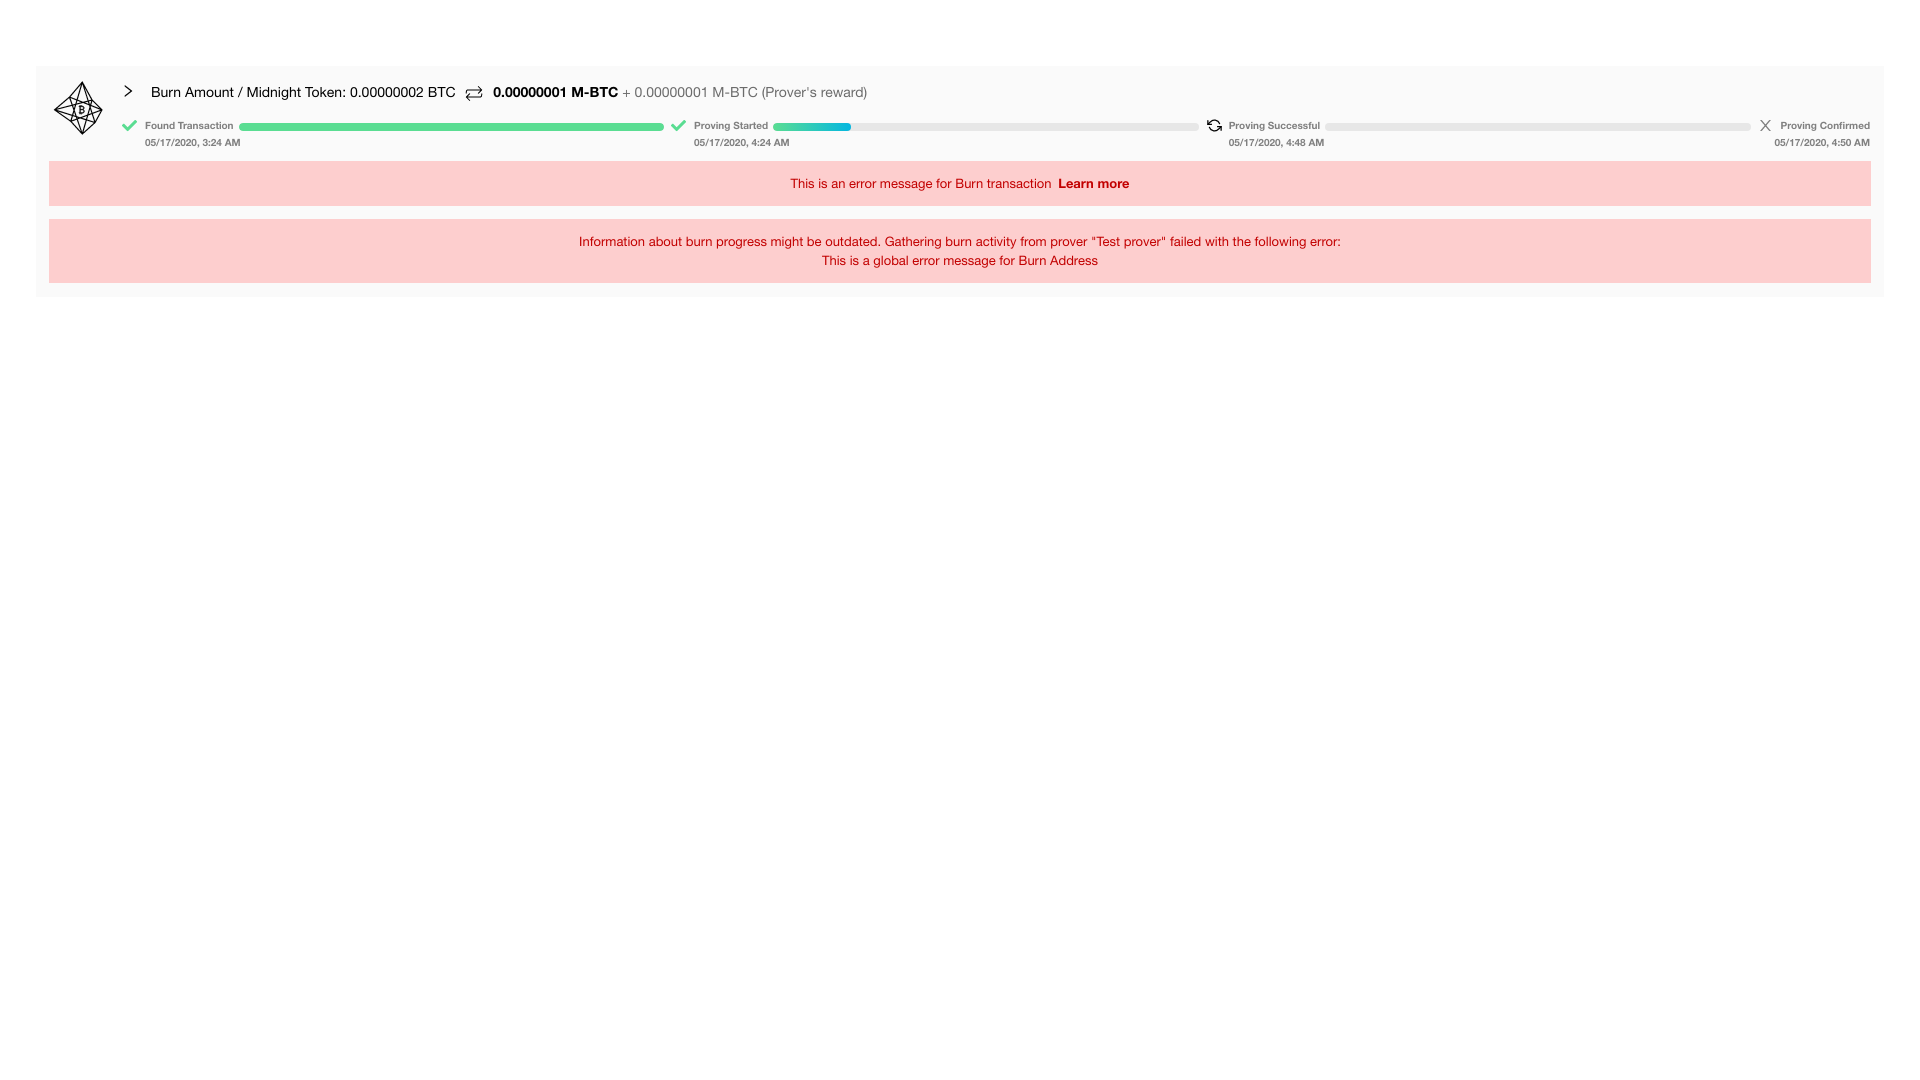 Burn Amount / Midnight Token: 0.00000002 BTC 0.00000001 M-BTC + 0.00000001 M-BTC (Prover's reward)
Found Transaction Proving Started Proving Successful Proving Confirmed
05/17/2020, 3:24 AM 05/17/2020, 4:24 AM 05/17/2020, 4:48 AM 05/17/2020, 4:50 AM
This is an error message for Burn transaction Learn more
Information about burn progress might be outdated. Gathering burn activity from prover "Test prover" failed with the following error:
This is a global error message for Burn Address